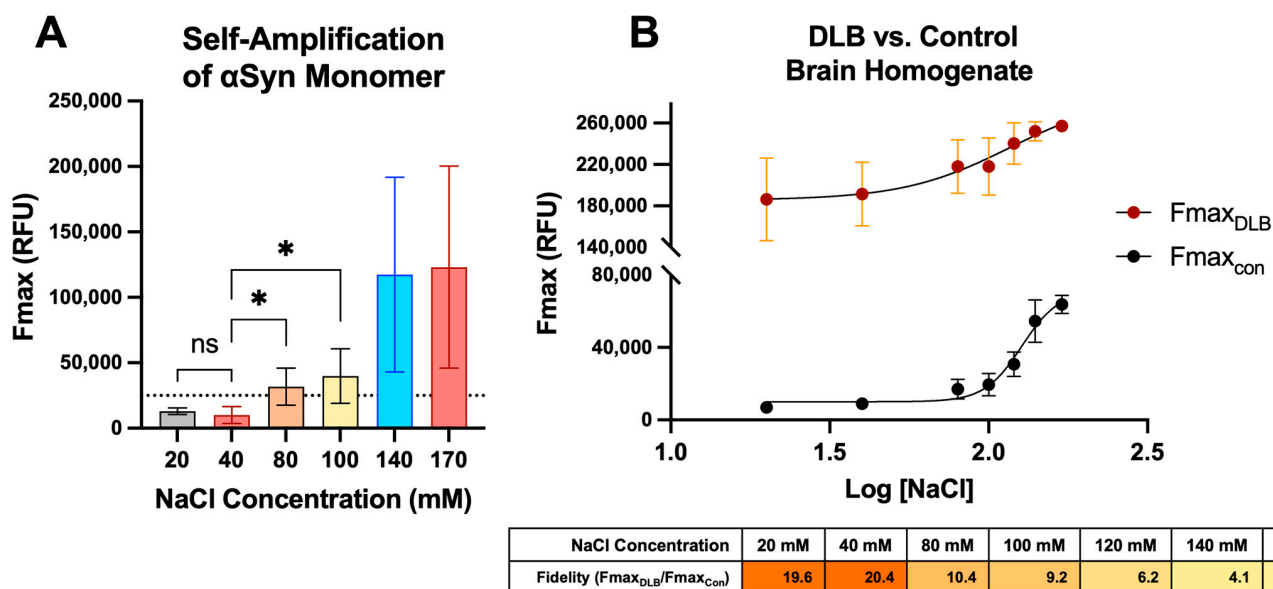 A
Self-Amplification
of αSyn Monomer
Fmax (RFU)
250,000
200,000
150,000
100,000
50,000
0
ns
*
*
20 40 80 100 140 170
NaCl Concentration (mM)
B
DLB vs. Control
Brain Homogenate
Fmax (RFU)
260,000
220,000
180,000
140,000
80,000
40,000
0
1.0 1.5 2.0 2.5
Log [NaCl]
FmaxDLB
Fmaxcon
NaCl Concentration 20 mM 40 mM 80 mM 100 mM 120 mM 140 mM
Fidelity (FmaxDLB/FmaxCon) 19.6 20.4 10.4 9.2 6.2 4.1